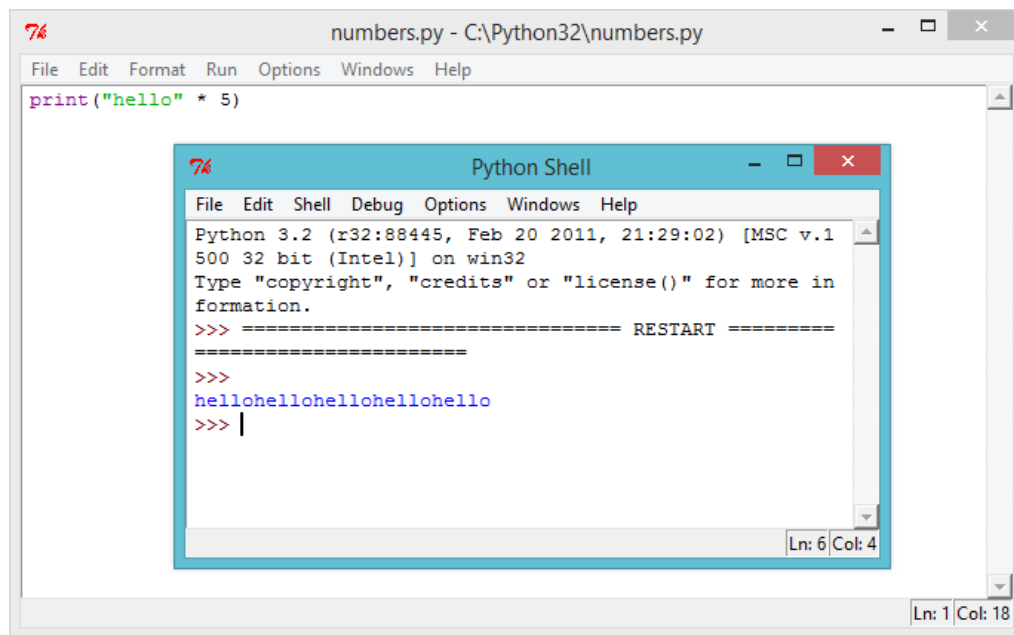 numbers.py - C:\Python32\numbers.py
File Edit Format Run Options Windows Help
print("hello" * 5)
Python Shell
File Edit Shell Debug Options Windows Help
Python 3.2 (r32:88445, Feb 20 2011, 21:29:02) [MSC v.1
500 32 bit (Intel)] on win32
Type "copyright", "credits" or "license()" for more in
formation.
>>> ================================ RESTART =========
=======================
>>>
hellohellohellohellohello
>>>
Ln: 6 Col: 4
Ln: 1 Col: 18